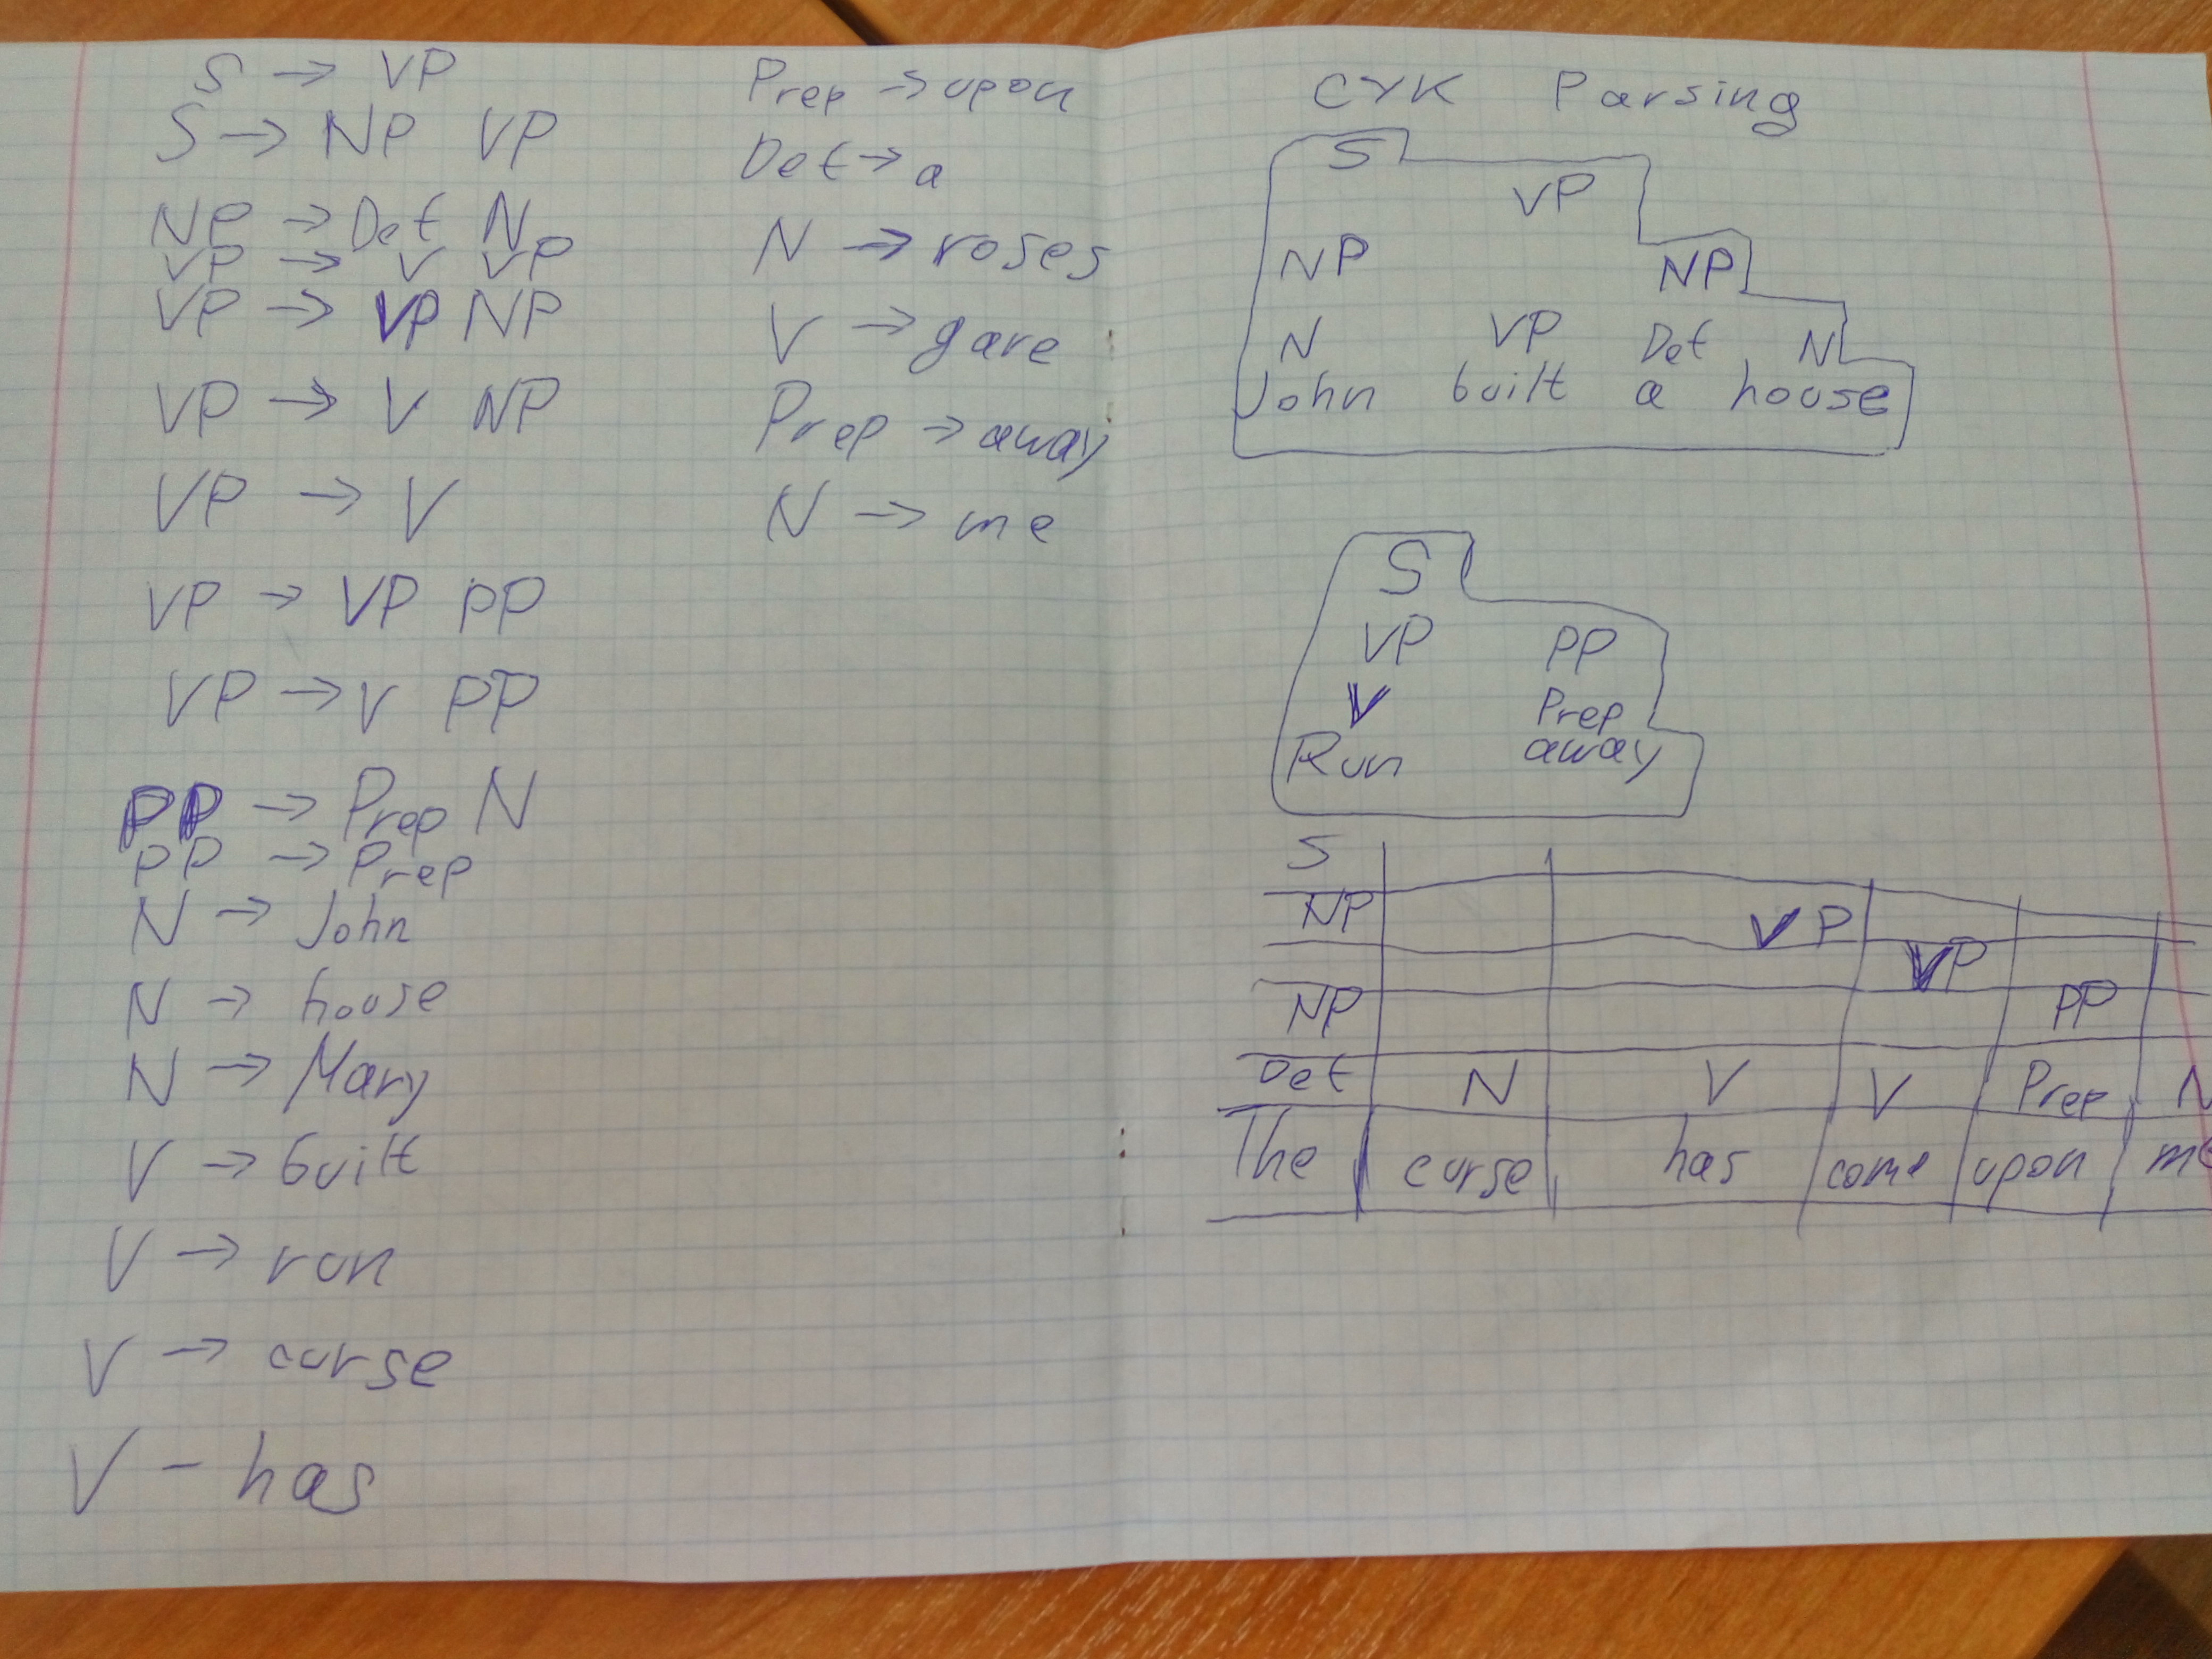 S → VP
S → NP VP
NP → Det N
VP → V VP
VP → VP NP
VP → V NP
VP → V
VP → VP PP
VP → V PP
PP → Prep N
PP → Prep
N → John
N → house
N → Mary
V → built
V → run
V → curse
V - has
Prep → upon
Det → a
N → roses
V → gave
Prep → away
N → me
CYK Parsing
S
VP
NP NP
N VP Det N
John built a house
S
VP PP
V Prep
Run away
S
NP VP
VP
NP PP
Det N V V Prep N
The curse has come upon me